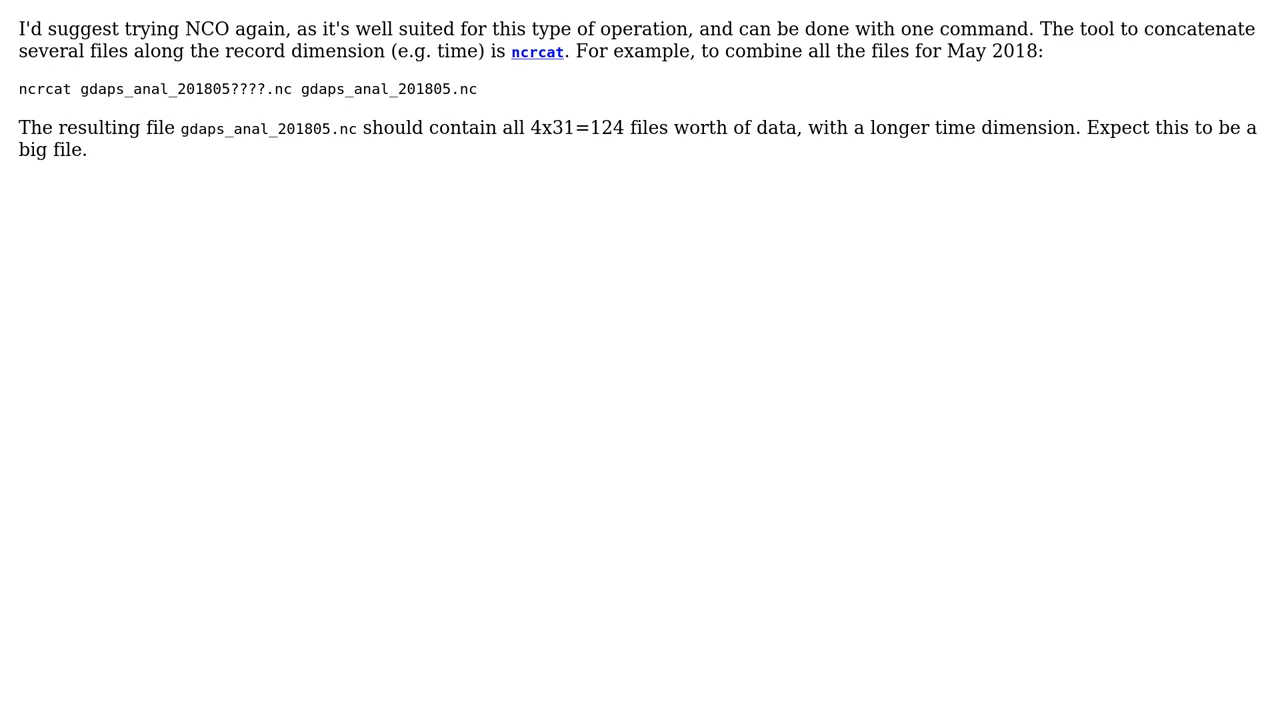 I'd suggest trying NCO again, as it's well suited for this type of operation, and can be done with one command. The tool to concatenate
several files along the record dimension (e.g. time) is ncrcat. For example, to combine all the files for May 2018:
ncrcat gdaps_anal_201805????.nc gdaps_anal_201805.nc
The resulting file gdaps_anal_201805.nc should contain all 4x31=124 files worth of data, with a longer time dimension. Expect this to be a
big file.